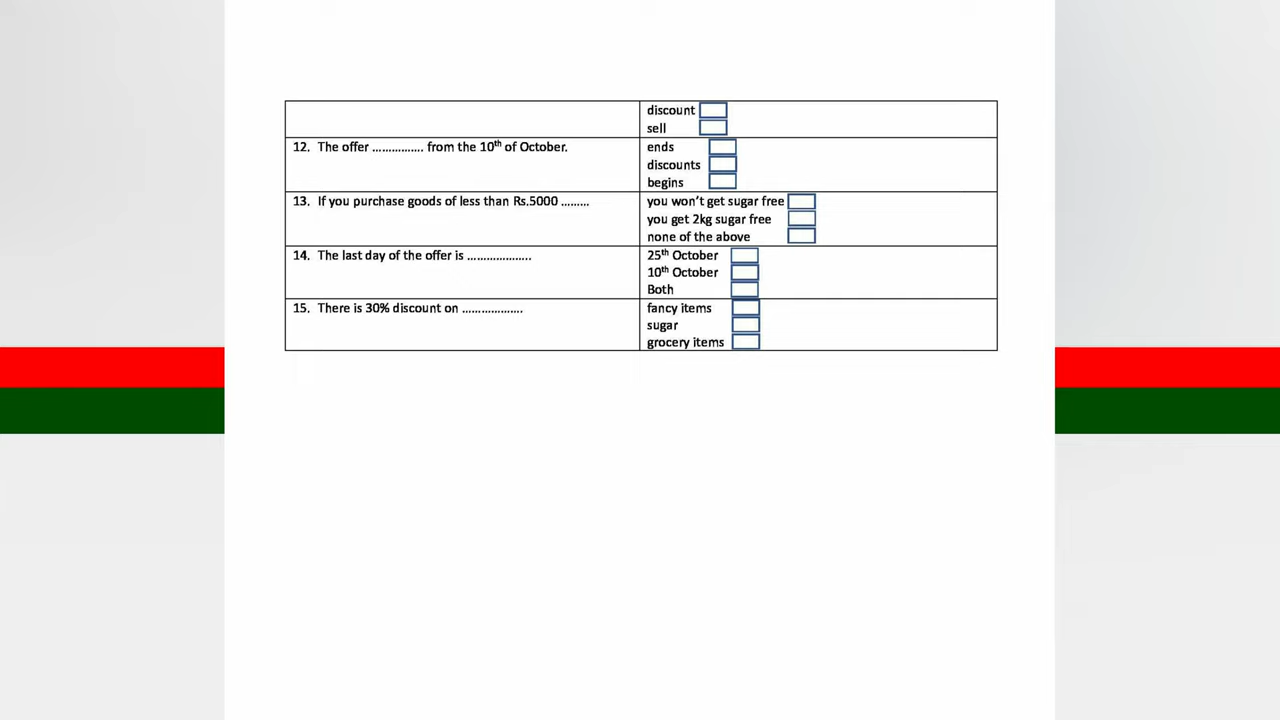 discount
sell
12. The offer ……………. from the 10th of October.
ends
discounts
begins
13. If you purchase goods of less than Rs.5000 ………
you won’t get sugar free
you get 2kg sugar free
none of the above
14. The last day of the offer is ………………..
25th October
10th October
Both
15. There is 30% discount on ……………….
fancy items
sugar
grocery items